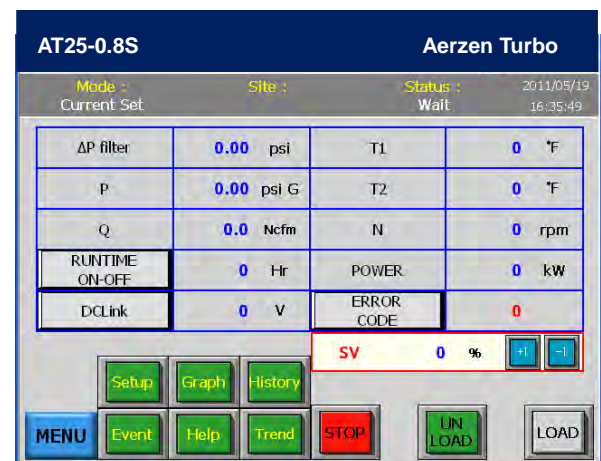 AT25-0.8S Aerzen Turbo
Mode : Site : Status : 2011/05/19
Current Set Wait 16:35:49
ΔP filter 0.00 psi T1 0 °F
P 0.00 psi G T2 0 °F
Q 0.0 Ncfm N 0 rpm
RUNTIME
ON-OFF 0 Hr POWER 0 kW
DCLink 0 V ERROR
CODE 0
SV 0 % +1 -1
Setup Graph History
MENU Event Help Trend STOP UN
LOAD LOAD